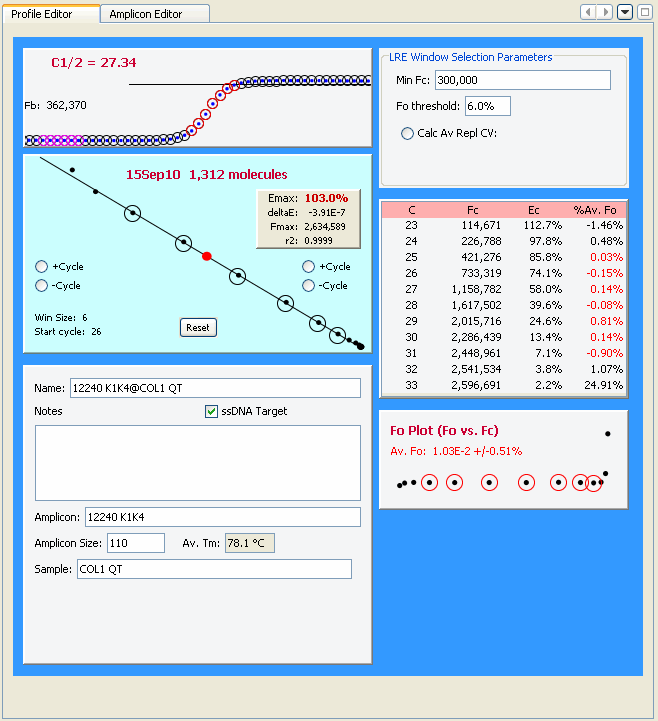 Profile Editor
Amplicon Editor
C1/2 = 27.34
Fb: 362,370
15Sep10 1,312 molecules
Emax: 103.0%
deltaE: -3.91E-7
Fmax: 2,634,589
r2: 0.9999
+Cycle
-Cycle
+Cycle
-Cycle
Win Size: 6
Start cycle: 26
Reset
Name: 12240 K1K4@COL1 QT
Notes
ssDNA Target
Amplicon: 12240 K1K4
Amplicon Size: 110
Av. Tm: 78.1 °C
Sample: COL1 QT
LRE Window Selection Parameters
Min Fc: 300,000
Fo threshold: 6.0%
Calc Av Repl CV:
C Fc Ec %Av. Fo
23 114,671 112.7% -1.46%
24 226,788 97.8% 0.48%
25 421,276 85.8% 0.03%
26 733,319 74.1% -0.15%
27 1,158,782 58.0% 0.14%
28 1,617,502 39.6% -0.08%
29 2,015,716 24.6% 0.81%
30 2,286,439 13.4% 0.14%
31 2,448,961 7.1% -0.90%
32 2,541,534 3.8% 1.07%
33 2,596,691 2.2% 24.91%
Fo Plot (Fo vs. Fc)
Av. Fo: 1.03E-2 +/-0.51%